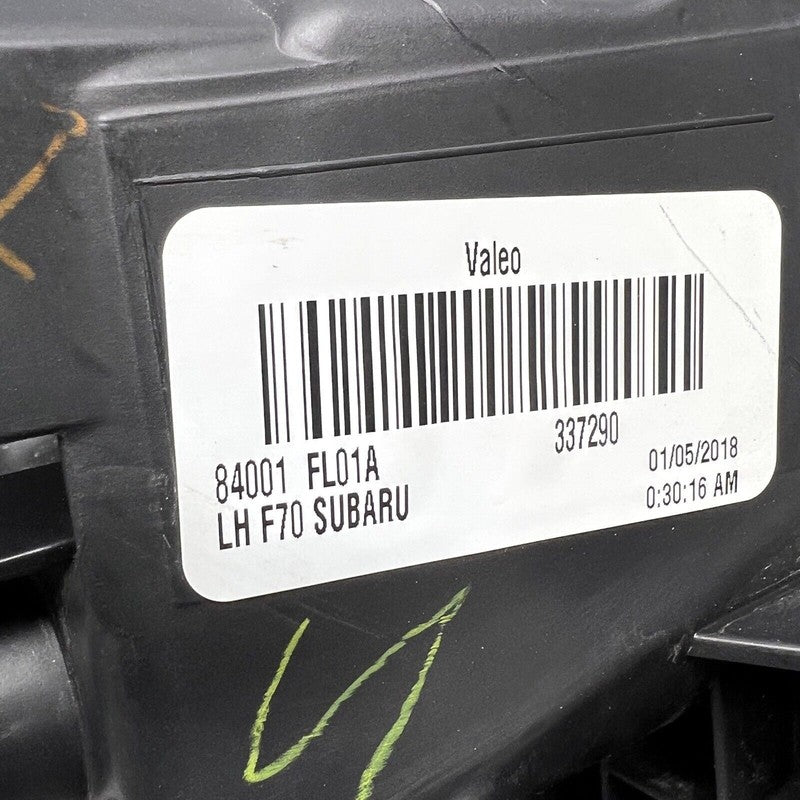 Valeo
337290
84001 FL01A
01/05/2018
LH F70 SUBARU
0:30:16 AM